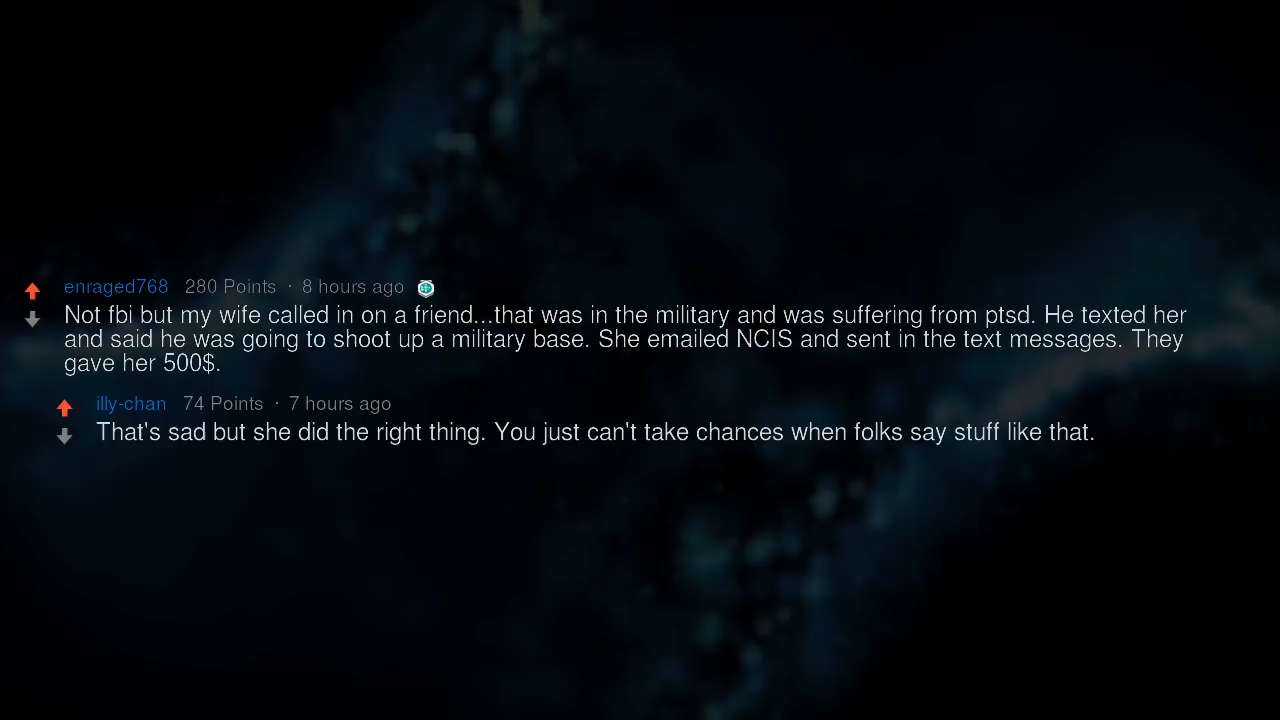 enraged768 280 Points · 8 hours ago
Not fbi but my wife called in on a friend...that was in the military and was suffering from ptsd. He texted her
and said he was going to shoot up a military base. She emailed NCIS and sent in the text messages. They
gave her 500$.
illy-chan 74 Points · 7 hours ago
That's sad but she did the right thing. You just can't take chances when folks say stuff like that.